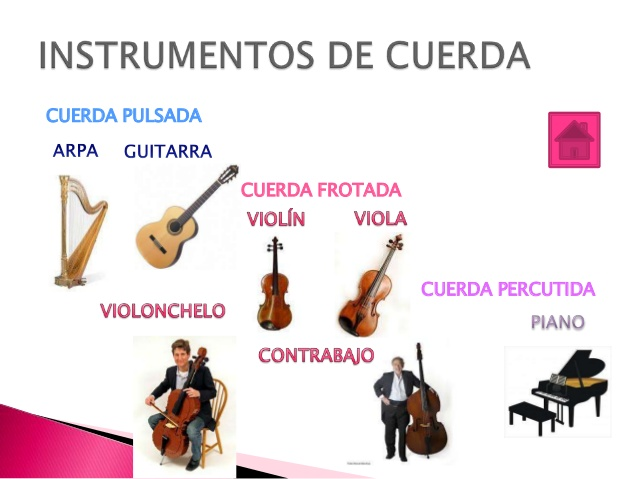 INSTRUMENTOS DE CUERDA
CUERDA PULSADA
ARPA GUITARRA
CUERDA FROTADA
VIOLÍN VIOLA
CUERDA PERCUTIDA
VIOLONCHELO
PIANO
CONTRABAJO